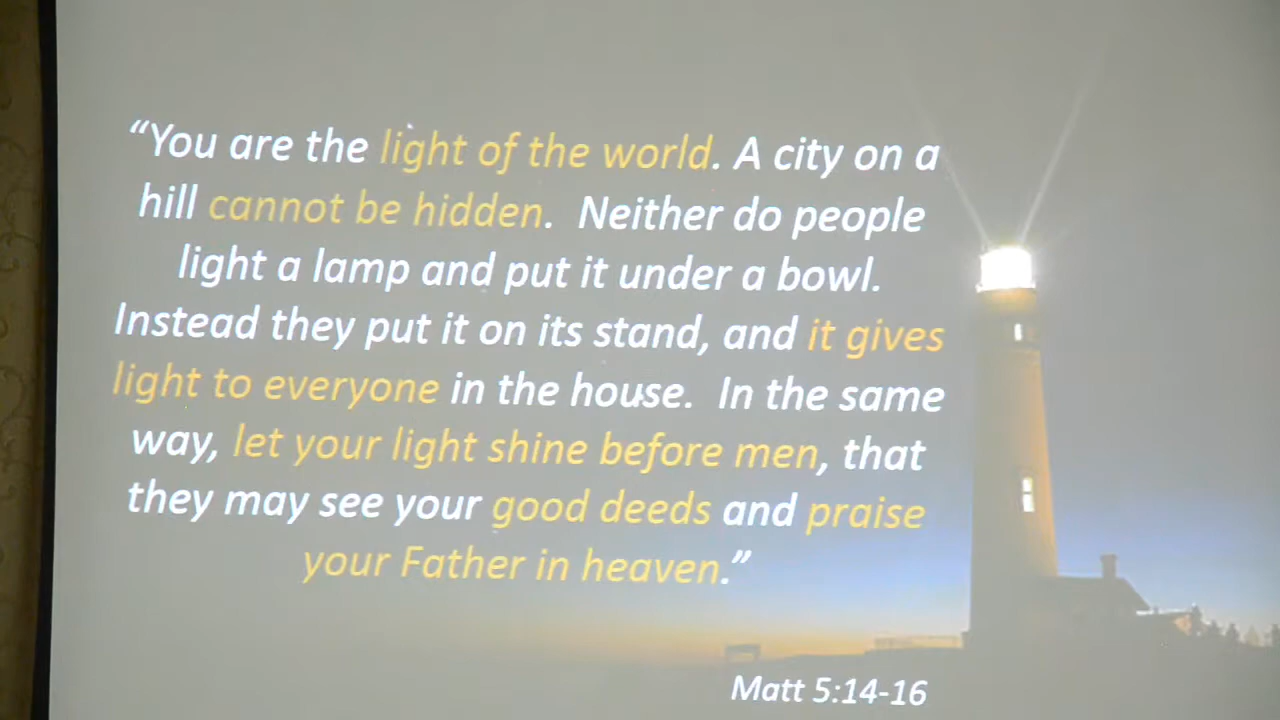 “You are the light of the world. A city on a
hill cannot be hidden.  Neither do people
light a lamp and put it under a bowl.
Instead they put it on its stand, and it gives
light to everyone in the house.  In the same
way, let your light shine before men, that
they may see your good deeds and praise
your Father in heaven.”
Matt 5:14-16